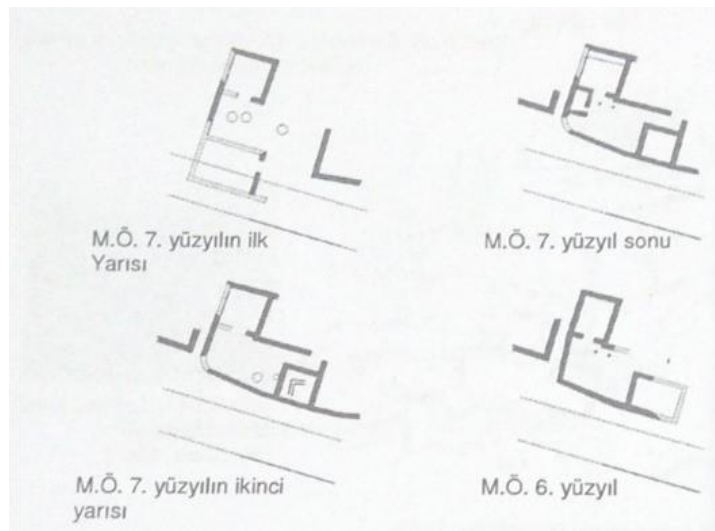 M.Ö. 7. yüzyılın ilk
Yarısı
M.Ö. 7. yüzyıl sonu
M.Ö. 7. yüzyılın ikinci
yarısı
M.Ö. 6. yüzyıl